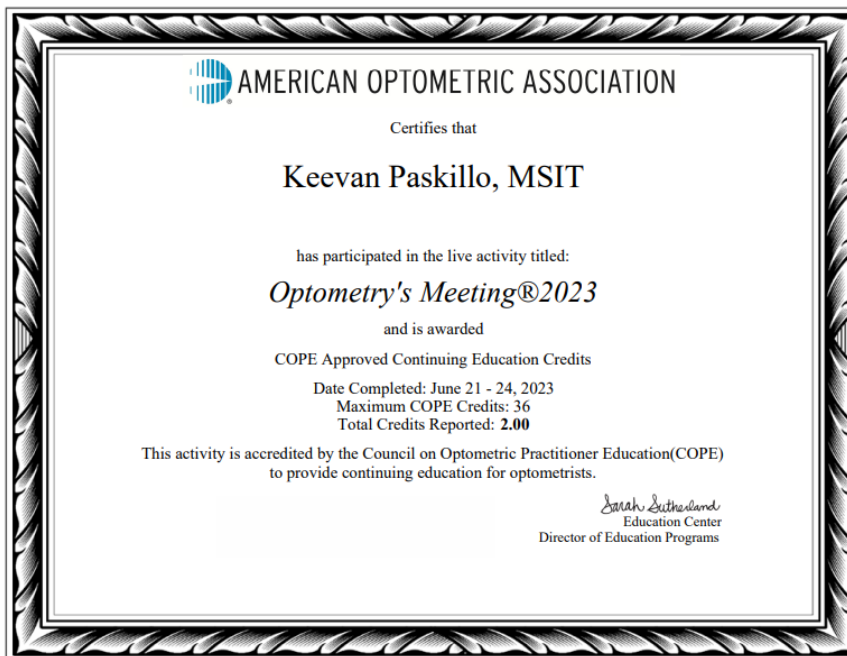 AMERICAN OPTOMETRIC ASSOCIATION
®
Certifies that
Keevan Paskillo, MSIT
has participated in the live activity titled:
Optometry's Meeting®2023
and is awarded
COPE Approved Continuing Education Credits
Date Completed: June 21 - 24, 2023
Maximum COPE Credits: 36
Total Credits Reported: 2.00
This activity is accredited by the Council on Optometric Practitioner Education(COPE)
to provide continuing education for optometrists.
Sarah Sutherland
Education Center
Director of Education Programs